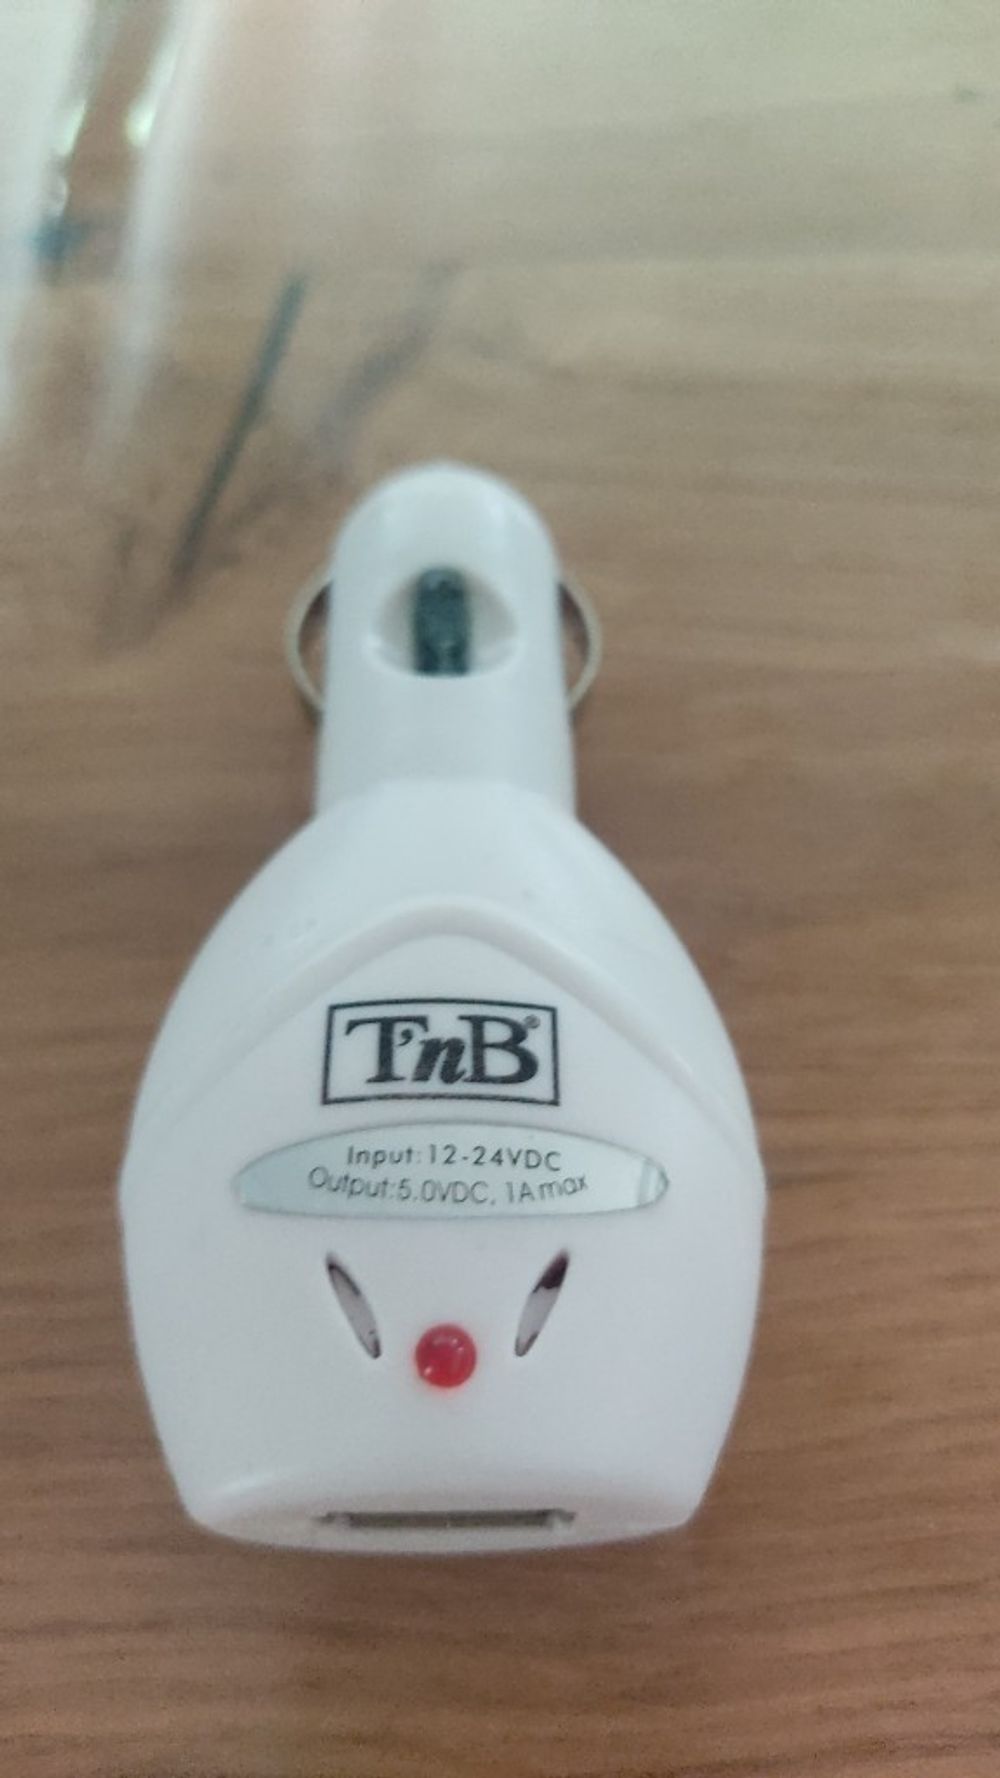 T'nB®
Input:12-24VDC
Output:5.0VDC, 1A max